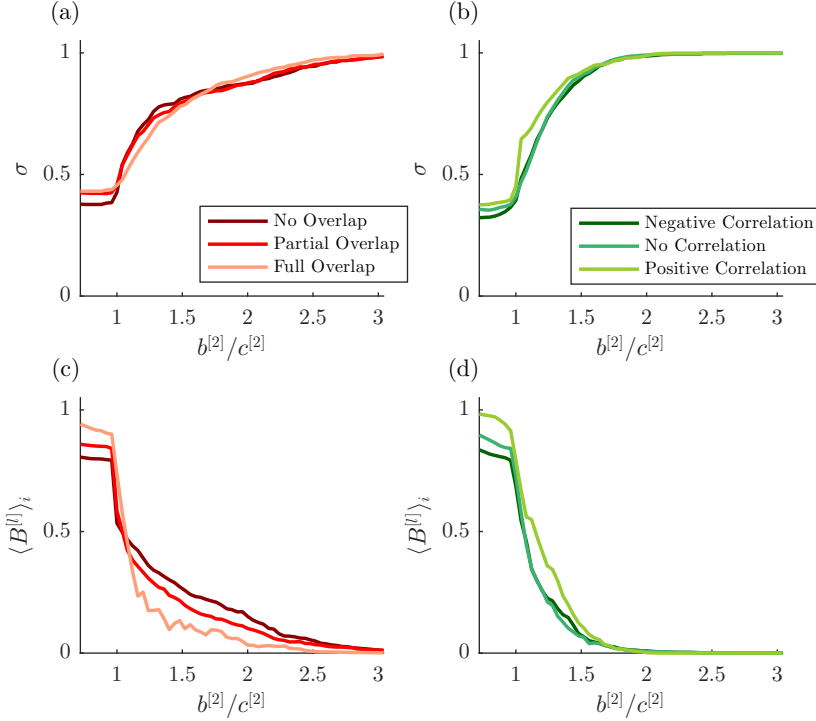 (a)
1
0.5
0
σ
No Overlap
Partial Overlap
Full Overlap
1 1.5 2 2.5 3
b^[2]/c^[2]
(b)
1
0.5
0
σ
Negative Correlation
No Correlation
Positive Correlation
1 1.5 2 2.5 3
b^[2]/c^[2]
(c)
1
0.5
0
⟨B^[l]⟩_i
1 1.5 2 2.5 3
b^[2]/c^[2]
(d)
1
0.5
0
⟨B^[l]⟩_i
1 1.5 2 2.5 3
b^[2]/c^[2]